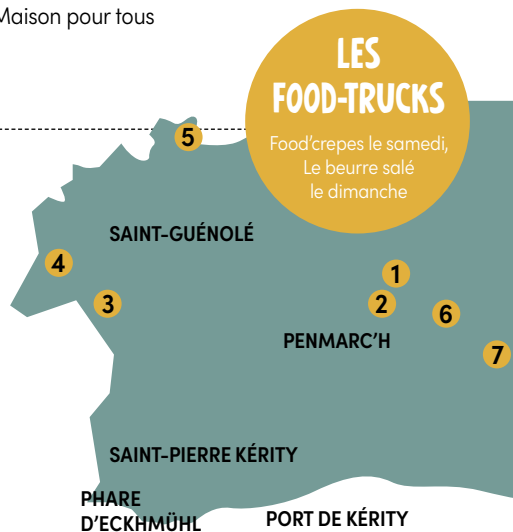 Maison pour tous
LES
FOOD-TRUCKS
Food'crepes le samedi,
Le beurre salé
le dimanche
5
SAINT-GUÉNOLÉ
4
1
3
2
6
PENMARC'H
7
SAINT-PIERRE KÉRITY
PHARE
D'ECKHMÜHL
PORT DE KÉRITY